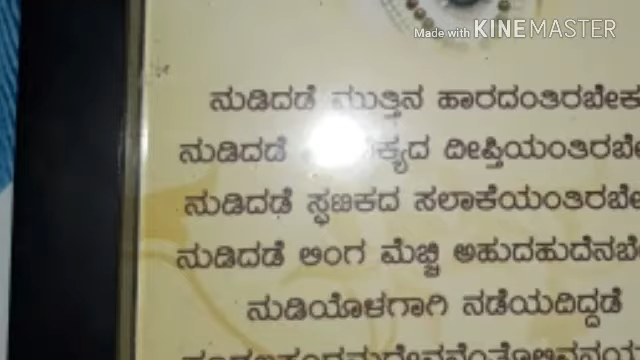 Made with KINEMASTER
ನುಡಿದಡೆ ಮುತ್ತಿನ ಹಾರದಂತಿರಬೇಕ
ನುಡಿದಡೆ ದೀಪ್ತಿಯಂತಿರಬೇ
ನುಡಿದಡೆ ಸ್ಫಟಿಕದ ಸಲಾಕೆಯಂತಿರಬೇ
ನುಡಿದಡೆ ಲಿಂಗ ಮೆಚ್ಚಿ ಅಹುದಹುದೆನಬೇ
ನುಡಿಯೊಳಗಾಗಿ ನಡೆಯದಿದ್ದಡೆ